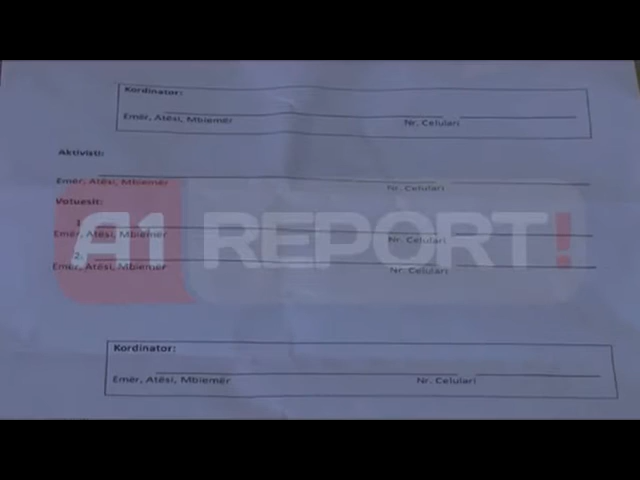 Kordinator:
Emër, Atësi, Mbiemër Nr. Celulari
Aktivisti:
Emër, Atësi, Mbiemër Nr. Celulari
Votuesit:
1.
Emër, Atësi, Mbiemër Nr. Celulari
2.
Emër, Atësi, Mbiemër Nr. Celulari
A1 REPORT!
Kordinator:
Emër, Atësi, Mbiemër Nr. Celulari